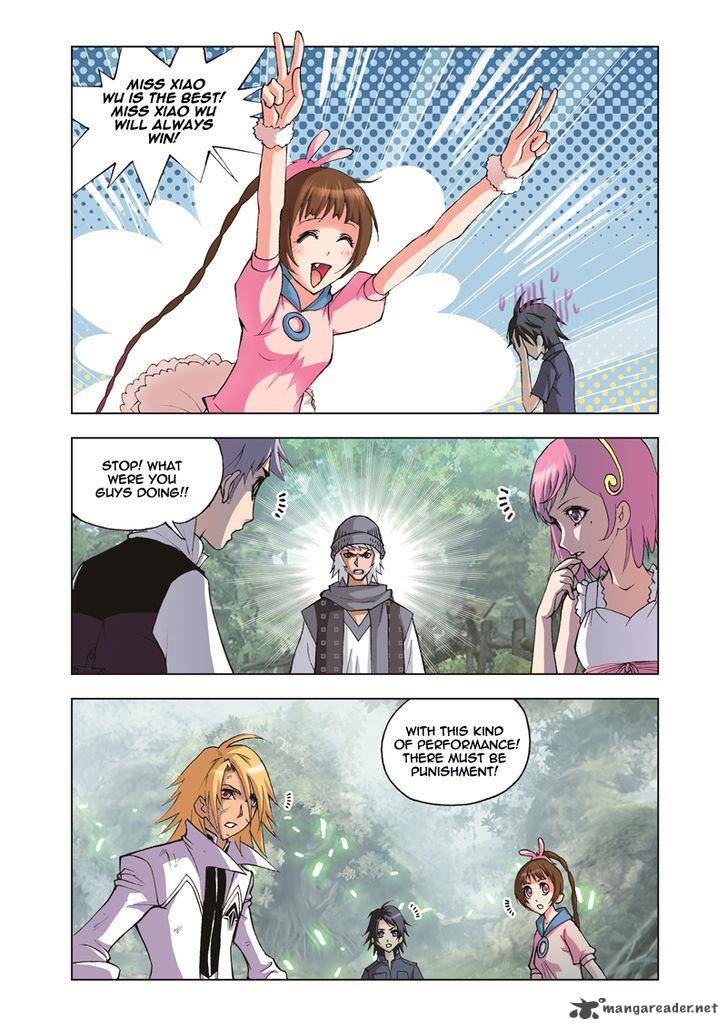 MISS XIAO
WU IS THE BEST!
MISS XIAO WU
WILL ALWAYS
WIN!
STOP! WHAT
WERE YOU
GUYS DOING!!
WITH THIS KIND
OF PERFORMANCE!
THERE MUST BE
PUNISHMENT!
mangareader.net